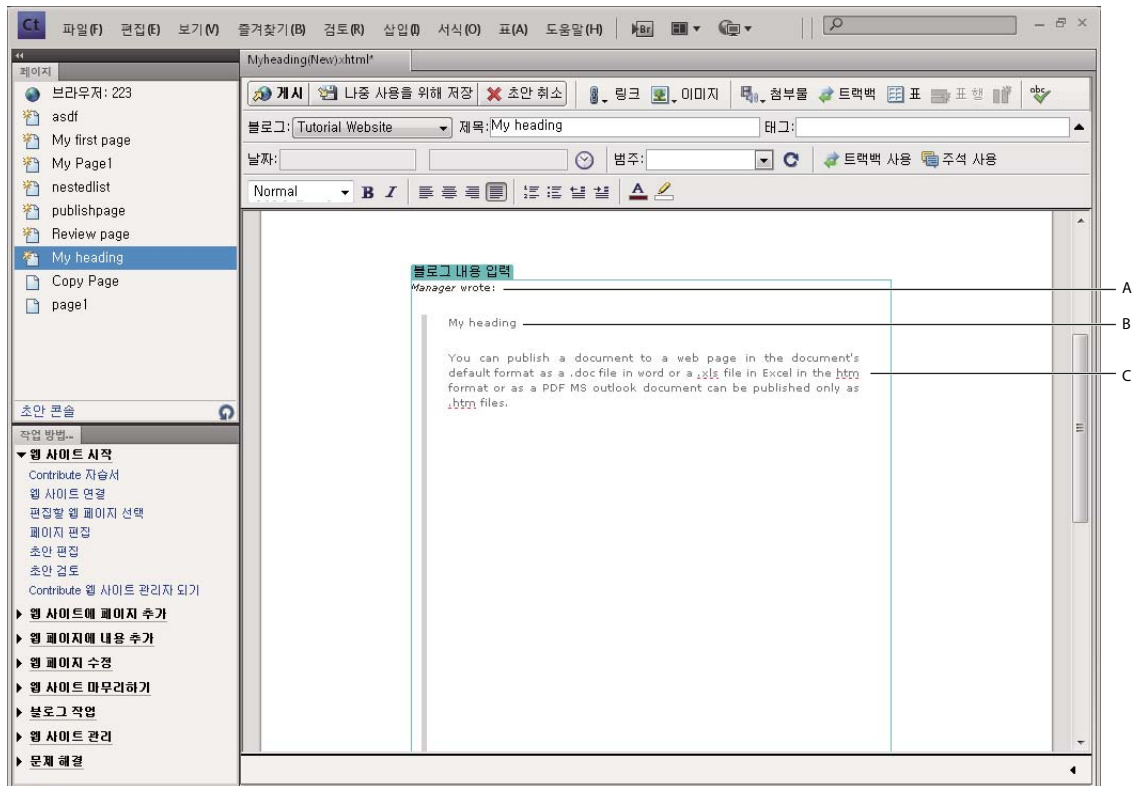 Ct 파일(F) 편집(E) 보기(V) 즐겨찾기(B) 검토(R) 삽입(I) 서식(O) 표(A) 도움말(H) Br
페이지
브라우저: 223
asdf
My first page
My Page1
nestedlist
publishpage
Review page
My heading
Copy Page
page1
초안 콘솔
작업 방법...
웹 사이트 시작
Contribute 자습서
웹 사이트 연결
편집할 웹 페이지 선택
페이지 편집
초안 편집
초안 검토
Contribute 웹 사이트 관리자 되기
웹 사이트에 페이지 추가
웹 페이지에 내용 추가
웹 페이지 수정
웹 사이트 마무리하기
블로그 작업
웹 사이트 관리
문제 해결
Myheading(New).xhtml*
게시 나중 사용을 위해 저장 초안 취소 링크 이미지 첨부물 트랙백 표 표 행 abc
블로그: Tutorial Website 제목: My heading 태그:
날짜: 범주: 트랙백 사용 주석 사용
Normal B I A
블로그 내용 입력
Manager wrote: A
My heading B
You can publish a document to a web page in the document's
default format as a .doc file in word or a .xls file in Excel in the htm C
format or as a PDF MS outlook document can be published only as
.htm files.